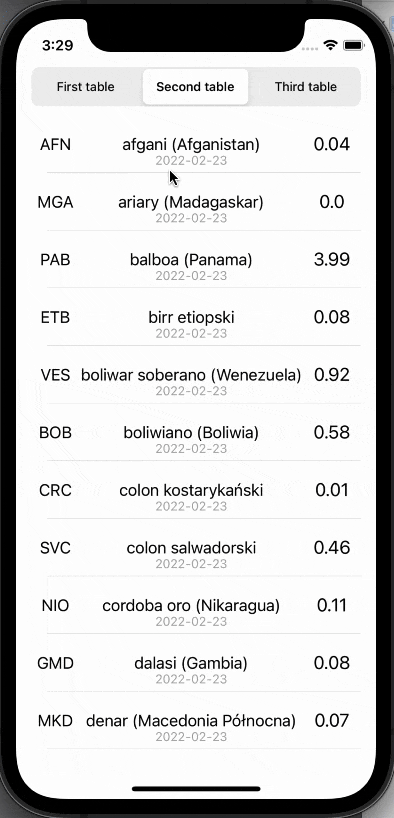 3:29
First table Second table Third table
AFN afgani (Afganistan) 0.04
2022-02-23
MGA ariary (Madagaskar) 0.0
2022-02-23
PAB balboa (Panama) 3.99
2022-02-23
ETB birr etiopski 0.08
2022-02-23
VES boliwar soberano (Wenezuela) 0.92
2022-02-23
BOB boliwiano (Boliwia) 0.58
2022-02-23
CRC colon kostarykański 0.01
2022-02-23
SVC colon salwadorski 0.46
2022-02-23
NIO cordoba oro (Nikaragua) 0.11
2022-02-23
GMD dalasi (Gambia) 0.08
2022-02-23
MKD denar (Macedonia Północna) 0.07
2022-02-23